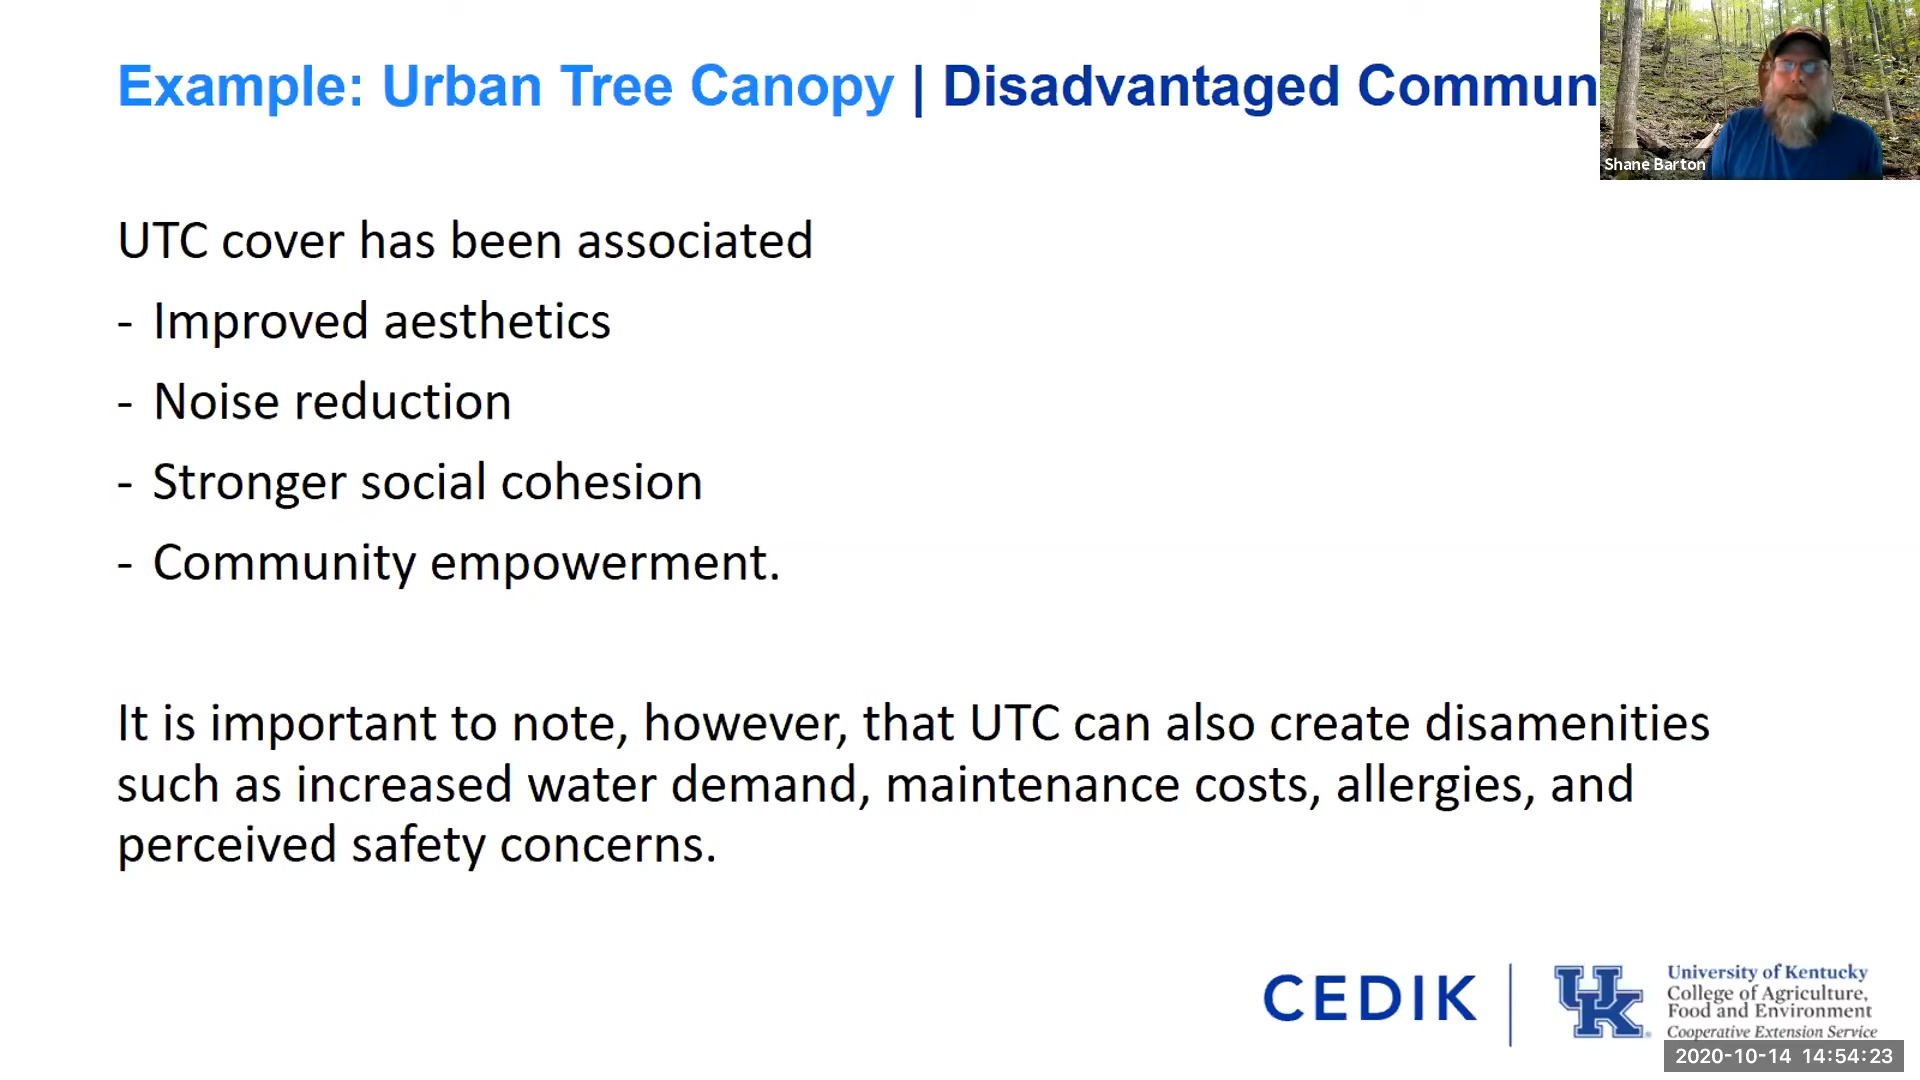 Example: Urban Tree Canopy | Disadvantaged Commun
Shane Barton
UTC cover has been associated
- Improved aesthetics
- Noise reduction
- Stronger social cohesion
- Community empowerment.
It is important to note, however, that UTC can also create disamenities
such as increased water demand, maintenance costs, allergies, and
perceived safety concerns.
CEDIK
UK
University of Kentucky
College of Agriculture,
Food and Environment
Cooperative Extension Service
2020-10-14 14:54:23